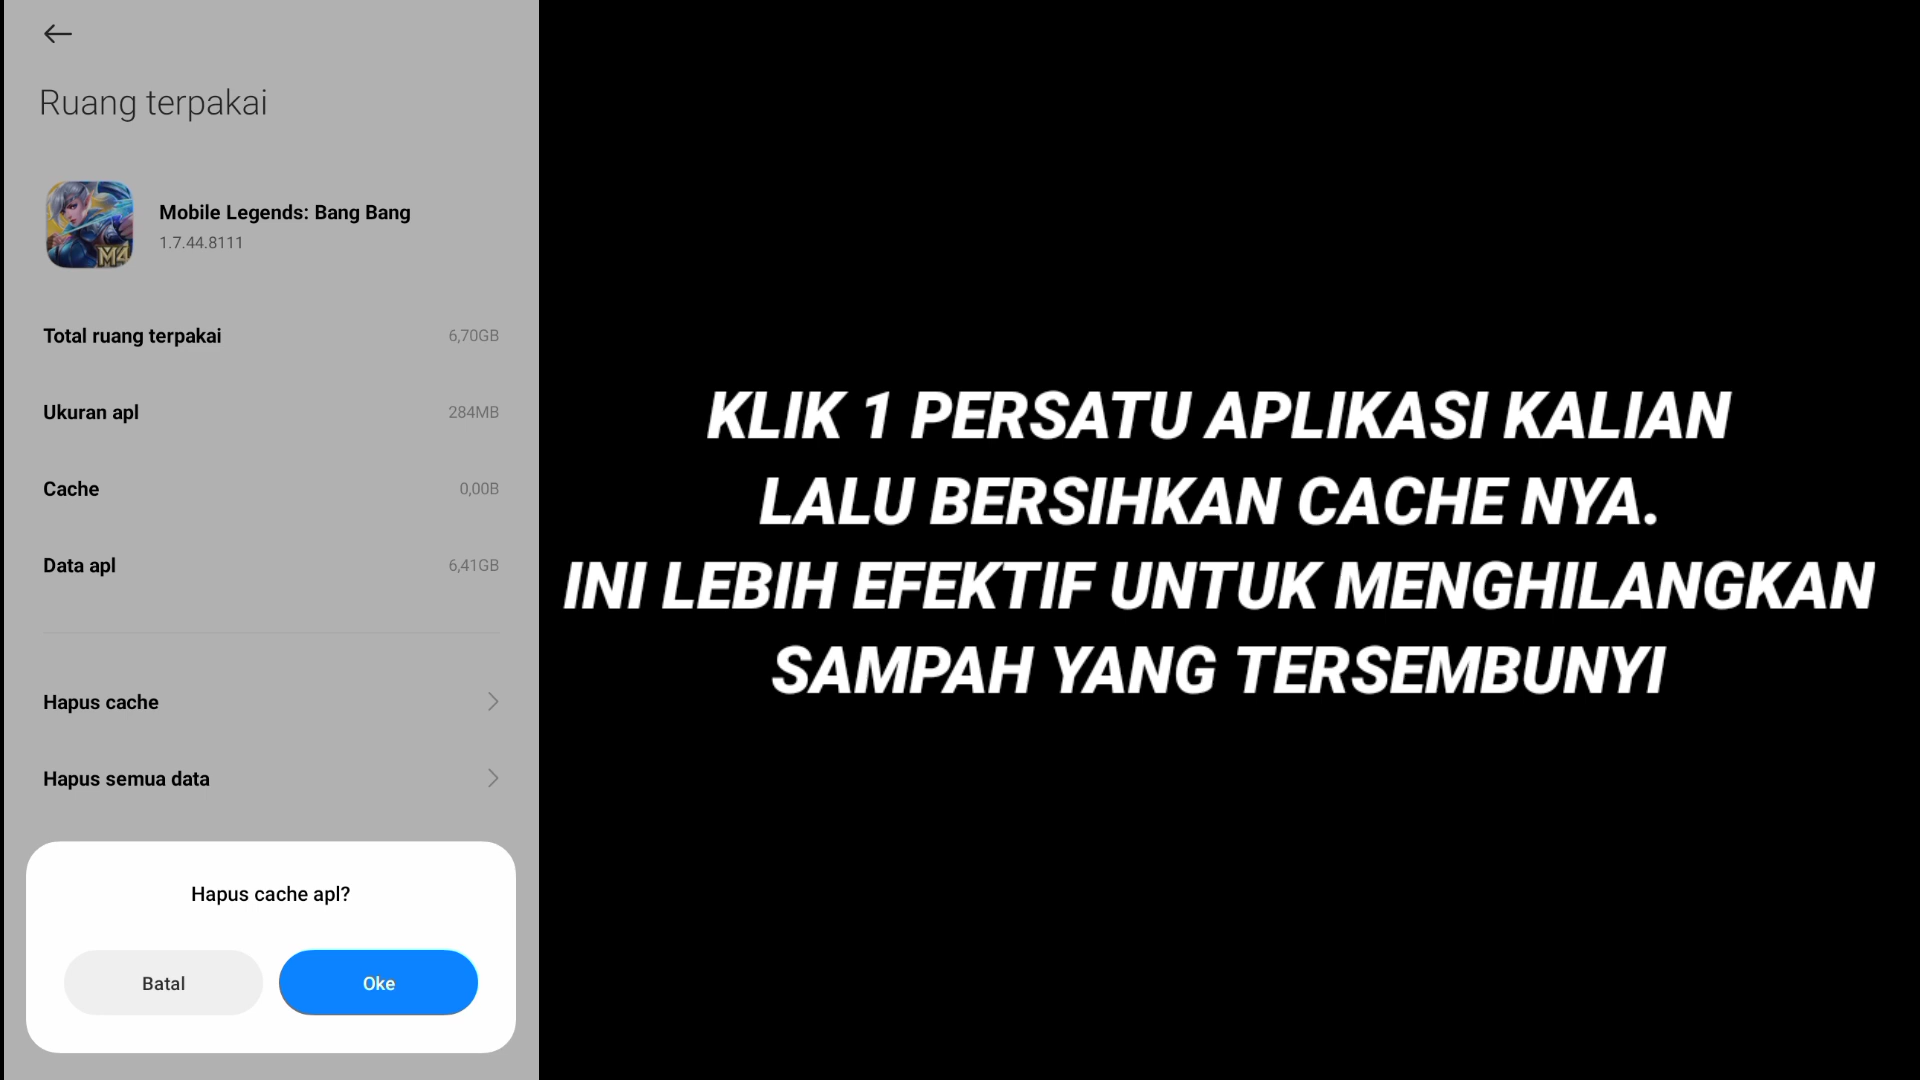 Ruang terpakai
Mobile Legends: Bang Bang
1.7.44.8111
M4
Total ruang terpakai 6,70GB
Ukuran apl 284MB
Cache 0,00B
Data apl 6,41GB
Hapus cache
Hapus semua data
Hapus cache apl?
Batal Oke
KLIK 1 PERSATU APLIKASI KALIAN
LALU BERSIHKAN CACHE NYA.
INI LEBIH EFEKTIF UNTUK MENGHILANGKAN
SAMPAH YANG TERSEMBUNYI